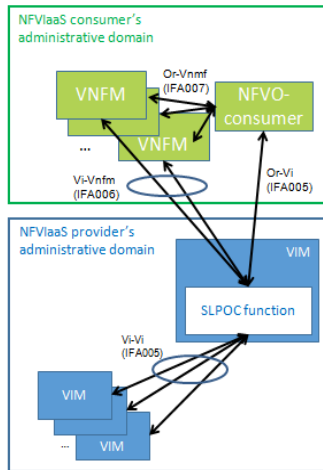 NFVIaaS consumer's
administrative domain
Or-Vnmf
(IFA007)
VNFM
NFVO-
consumer
...
VNFM
Vi-Vnfm
(IFA006)
Or-Vi
(IFA005)
NFVIaaS provider's
administrative domain
VIM
SLPOC function
Vi-Vi
(IFA005)
VIM
...
VIM